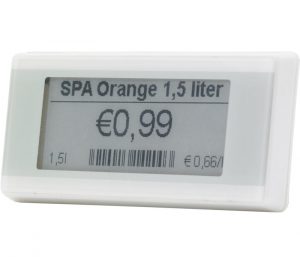 SPA Orange 1,5 liter
€0,99
1,5l € 0,66/l